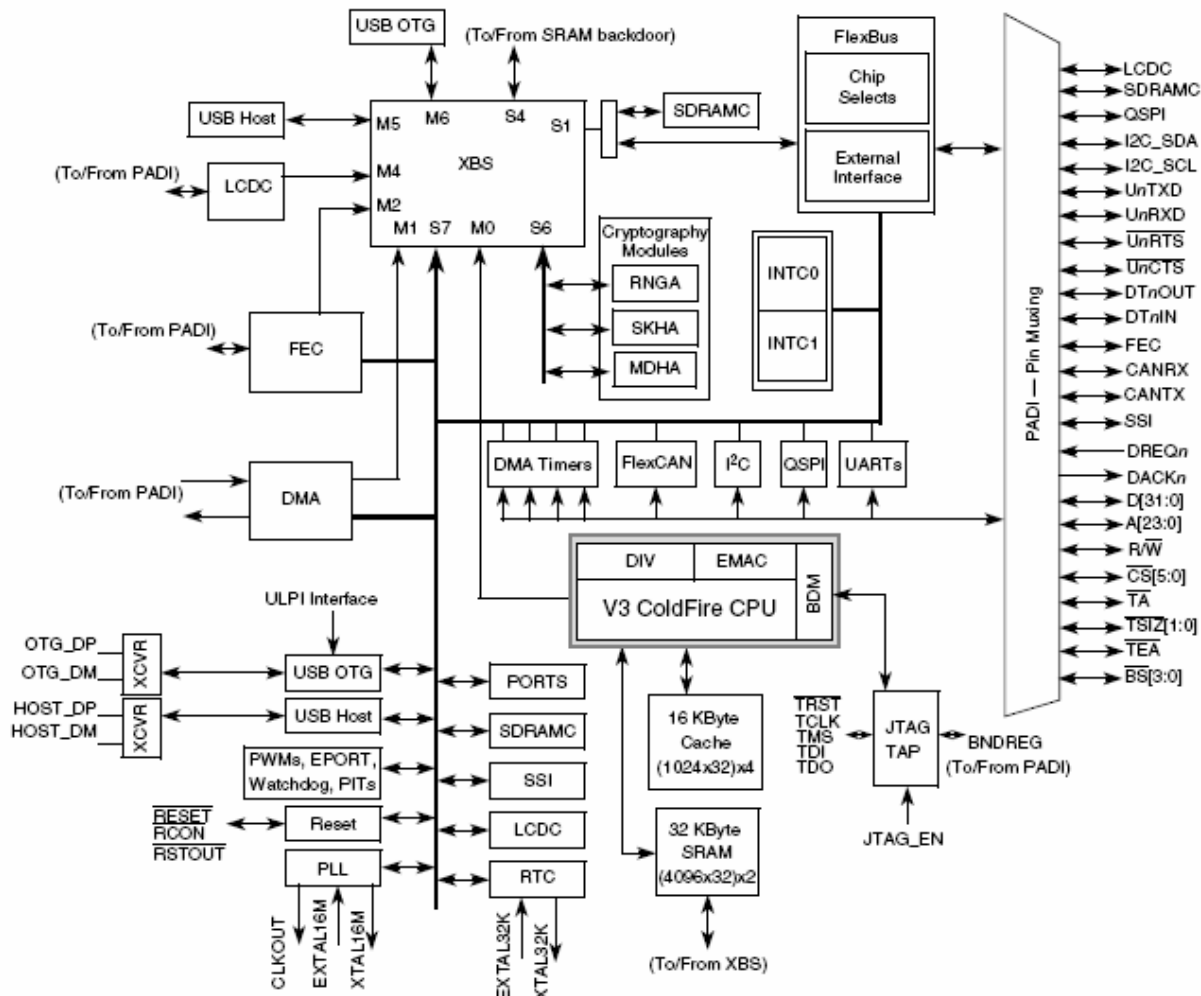 USB OTG
(To/From SRAM backdoor)
FlexBus
Chip
Selects
External
Interface
USB Host
M5
M6
S4
S1
XBS
M4
M2
M1
S7
M0
S6
SDRAMC
(To/From PADI)
LCDC
Cryptography
Modules
RNGA
SKHA
MDHA
INTC0
INTC1
(To/From PADI)
FEC
(To/From PADI)
DMA
DMA Timers
FlexCAN
I²C
QSPI
UARTs
DIV
EMAC
V3 ColdFire CPU
BDM
ULPI Interface
OTG_DP
OTG_DM
XCVR
USB OTG
HOST_DP
HOST_DM
XCVR
USB Host
PWMs, EPORT,
Watchdog, PITs
RESET
RCON
RSTOUT
Reset
PLL
CLKOUT
EXTAL16M
XTAL16M
PORTS
SDRAMC
SSI
LCDC
RTC
EXTAL32K
XTAL32K
16 KByte
Cache
(1024x32)x4
32 KByte
SRAM
(4096x32)x2
(To/From XBS)
TRST
TCLK
TMS
TDI
TDO
JTAG
TAP
BNDREG
(To/From PADI)
JTAG_EN
PADI — Pin Muxing
LCDC
SDRAMC
QSPI
I2C_SDA
I2C_SCL
UnTXD
UnRXD
UnRTS
UnCTS
DTnOUT
DTnIN
FEC
CANRX
CANTX
SSI
DREQn
DACKn
D[31:0]
A[23:0]
R/W
CS[5:0]
TA
TSIZ[1:0]
TEA
BS[3:0]